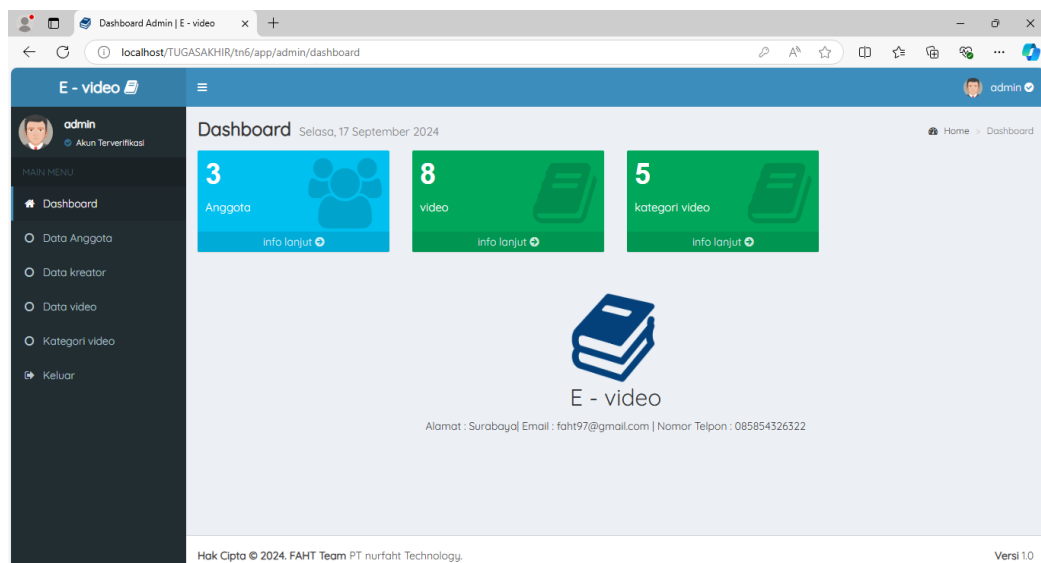 Dashboard Admin | E - video
localhost/TUGASAKHIR/tn6/app/admin/dashboard
E - video
admin
admin
Akun Terverifikasi
MAIN MENU
Dashboard
Data Anggota
Data kreator
Data video
Kategori video
Keluar
Dashboard Selasa, 17 September 2024
Home > Dashboard
3
Anggota
info lanjut
8
video
info lanjut
5
kategori video
info lanjut
E - video
Alamat : Surabaya| Email : faht97@gmail.com | Nomor Telpon : 085854326322
Hak Cipta © 2024. FAHT Team PT nurfaht Technology.
Versi 1.0